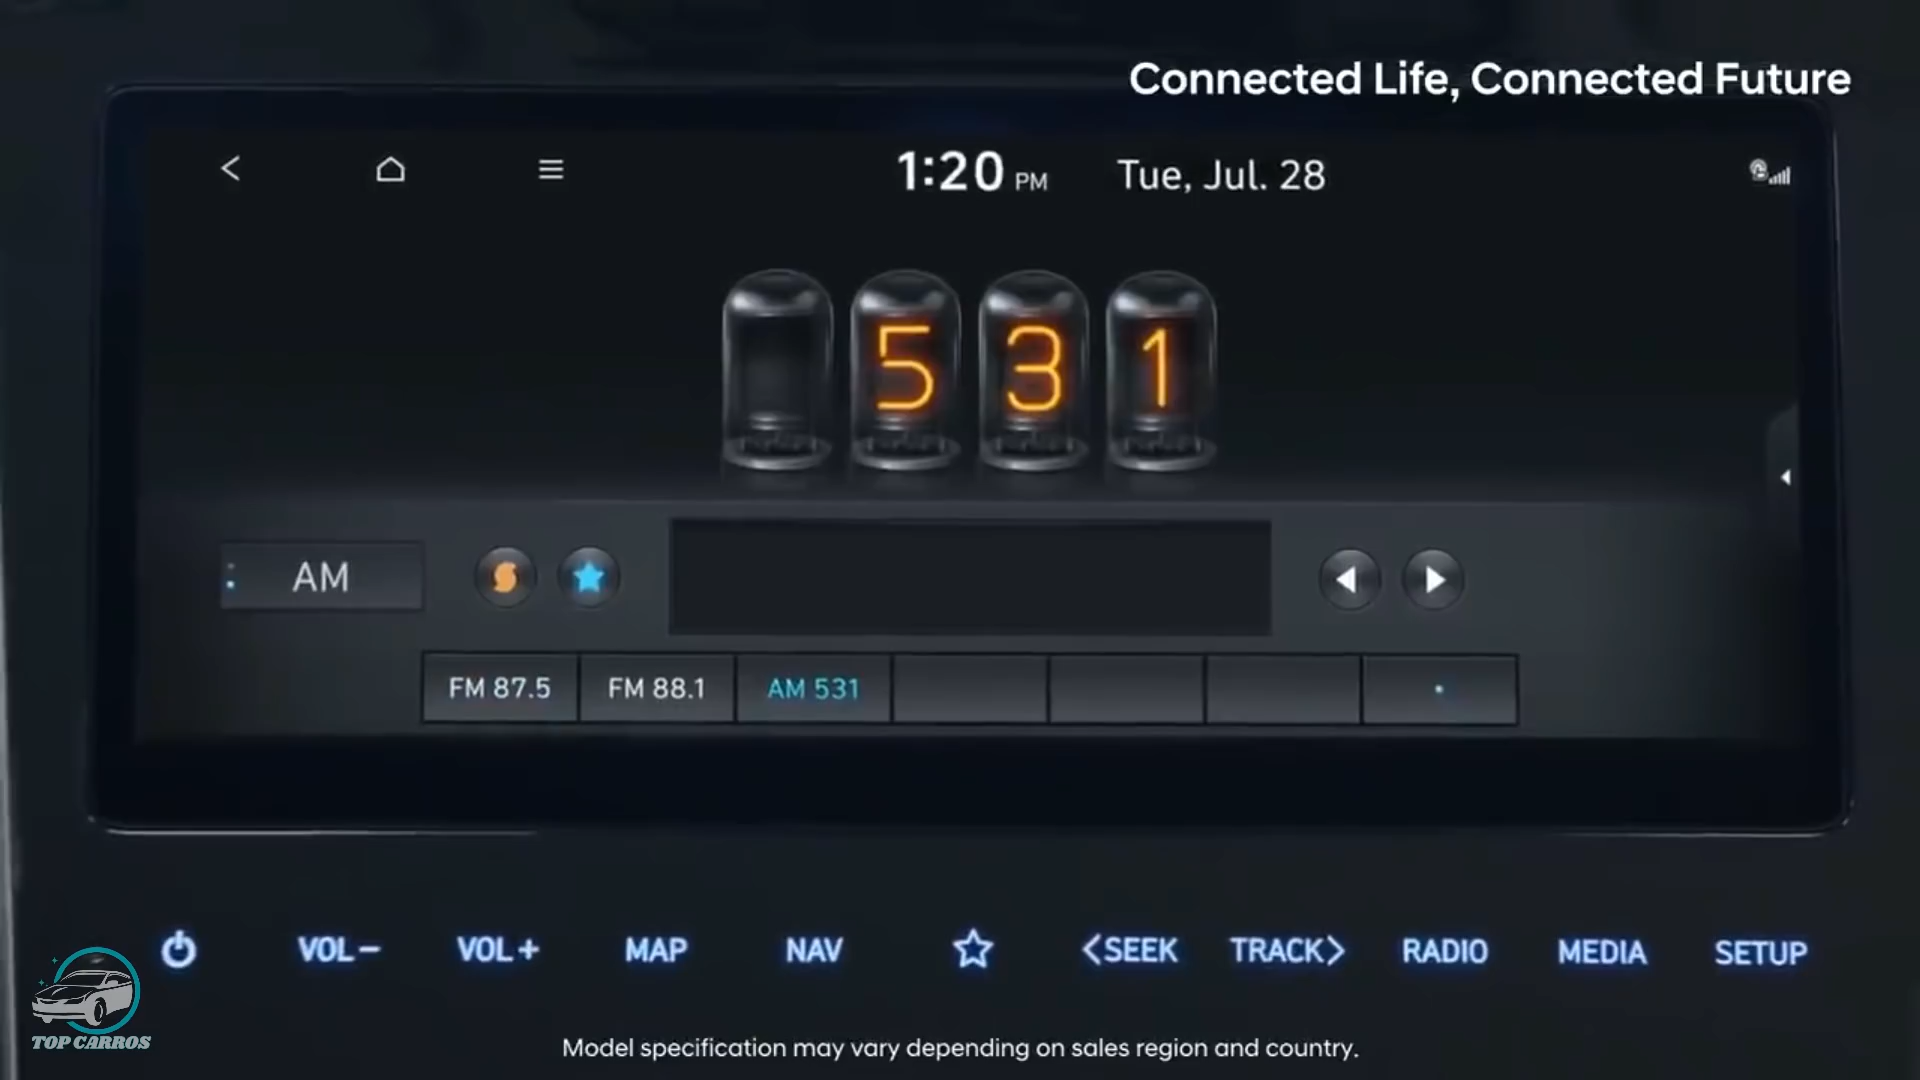 Connected Life, Connected Future
1:20 PM Tue, Jul. 28
531
AM
FM 87.5 FM 88.1 AM 531
VOL− VOL+ MAP NAV <SEEK TRACK> RADIO MEDIA SETUP
TOP CARROS
Model specification may vary depending on sales region and country.